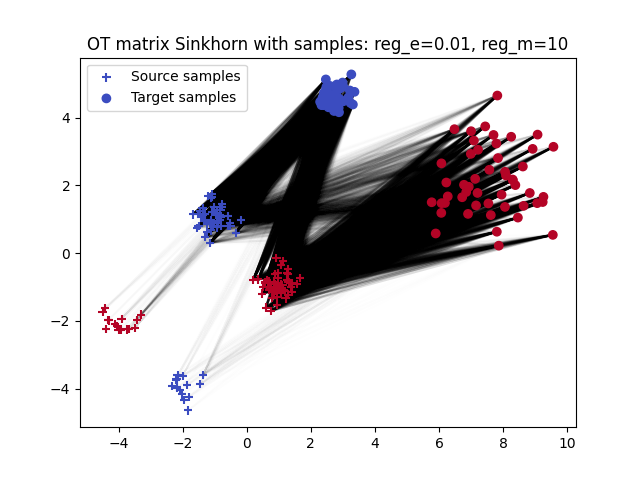 OT matrix Sinkhorn with samples: reg_e=0.01, reg_m=10
Source samples
Target samples
4
2
0
−2
−4
−4 −2 0 2 4 6 8 10